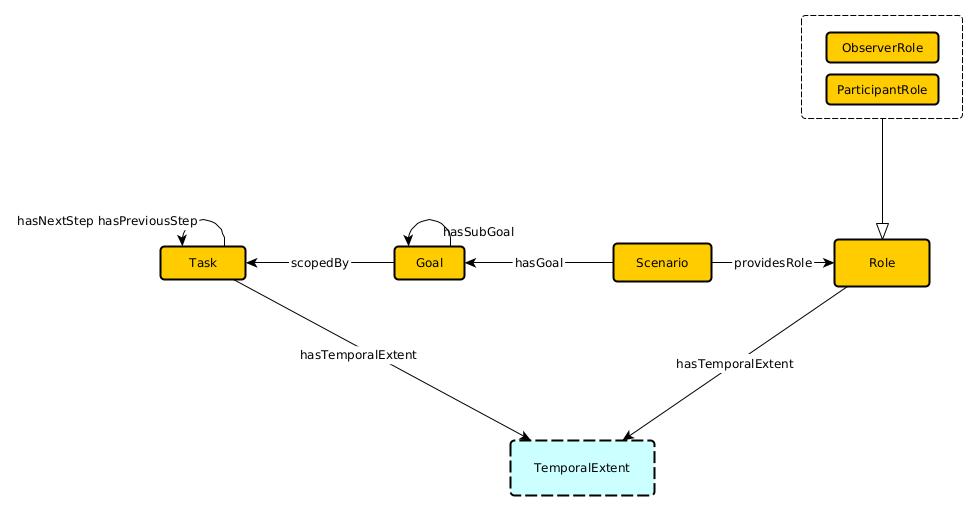 ObserverRole
ParticipantRole
hasNextStep hasPreviousStep
hasSubGoal
Task
scopedBy
Goal
hasGoal
Scenario
providesRole
Role
hasTemporalExtent
hasTemporalExtent
TemporalExtent